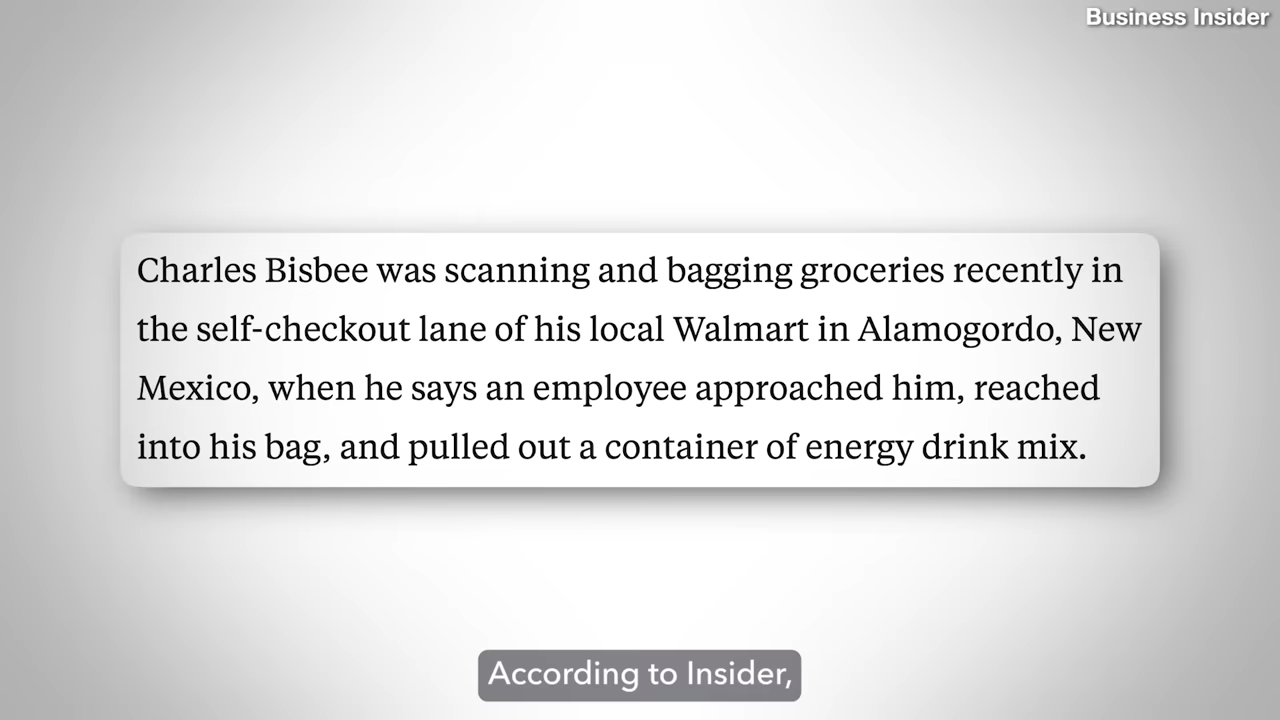 Business Insider
Charles Bisbee was scanning and bagging groceries recently in
the self-checkout lane of his local Walmart in Alamogordo, New
Mexico, when he says an employee approached him, reached
into his bag, and pulled out a container of energy drink mix.
According to Insider,